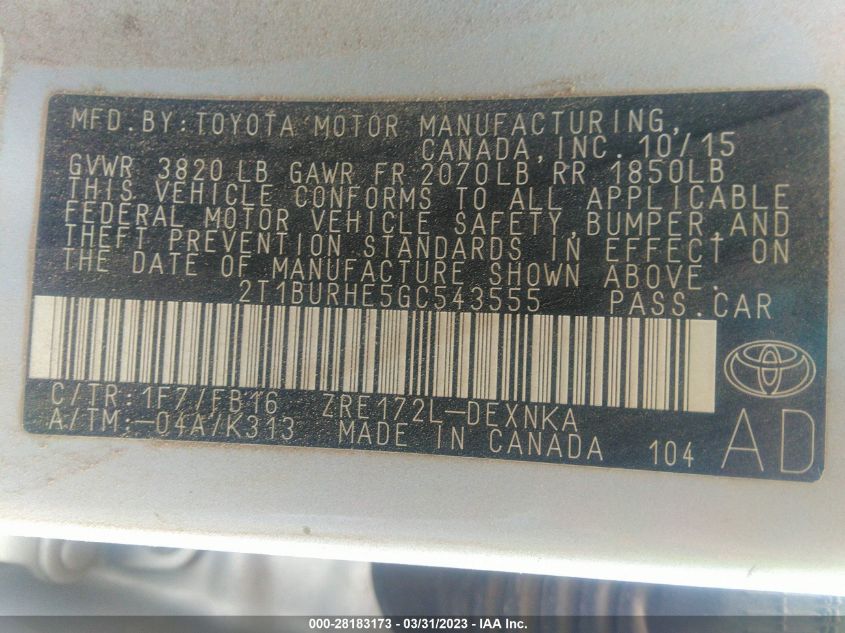 MFD.BY:TOYOTA MOTOR MANUFACTURING,
CANADA, INC. 10/15
GVWR 3820 LB GAWR FR 2070LB RR 1850LB
THIS VEHICLE CONFORMS TO ALL APPLICABLE
FEDERAL MOTOR VEHICLE SAFETY, BUMPER, AND
THEFT PREVENTION STANDARDS IN EFFECT ON
THE DATE OF MANUFACTURE SHOWN ABOVE.
2T1BURHE5GC543555 PASS.CAR
C/TR:1F7/FB16 ZRE172L-DEXNKA
A/TM:-04A/K313 MADE IN CANADA 104
AD
000-28183173 - 03/31/2023 - IAA Inc.